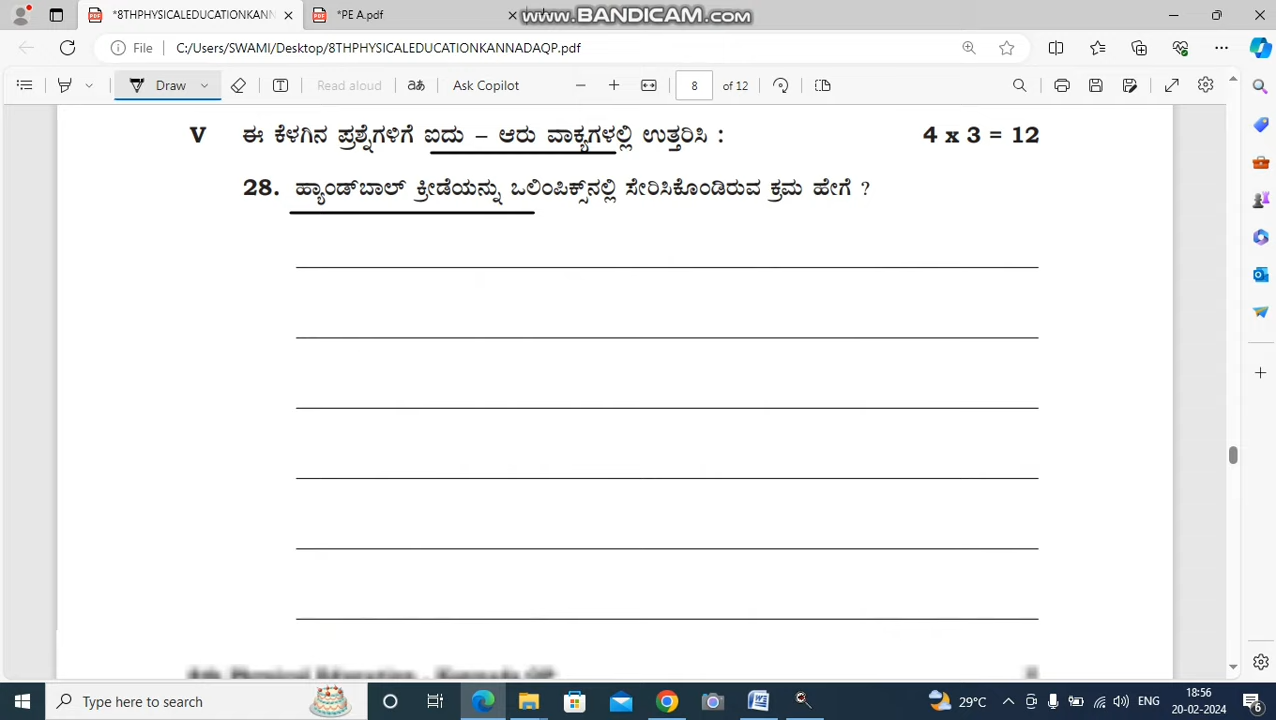 *8THPHYSICALEDUCATIONKANNADA
*PE A.pdf
www.BANDICAM.com
File
C:/Users/SWAMI/Desktop/8THPHYSICALEDUCATIONKANNADAQP.pdf
Draw
Read aloud
Ask Copilot
8
of 12
V ಈ ಕೆಳಗಿನ ಪ್ರಶ್ನೆಗಳಿಗೆ ಐದು – ಆರು ವಾಕ್ಯಗಳಲ್ಲಿ ಉತ್ತರಿಸಿ : 4 x 3 = 12
28. ಹ್ಯಾಂಡ್‌ಬಾಲ್ ಕ್ರೀಡೆಯನ್ನು ಒಲಿಂಪಿಕ್ಸ್‌ನಲ್ಲಿ ಸೇರಿಸಿಕೊಂಡಿರುವ ಕ್ರಮ ಹೇಗೆ ?
Type here to search
29°C
ENG
18:56
20-02-2024
6